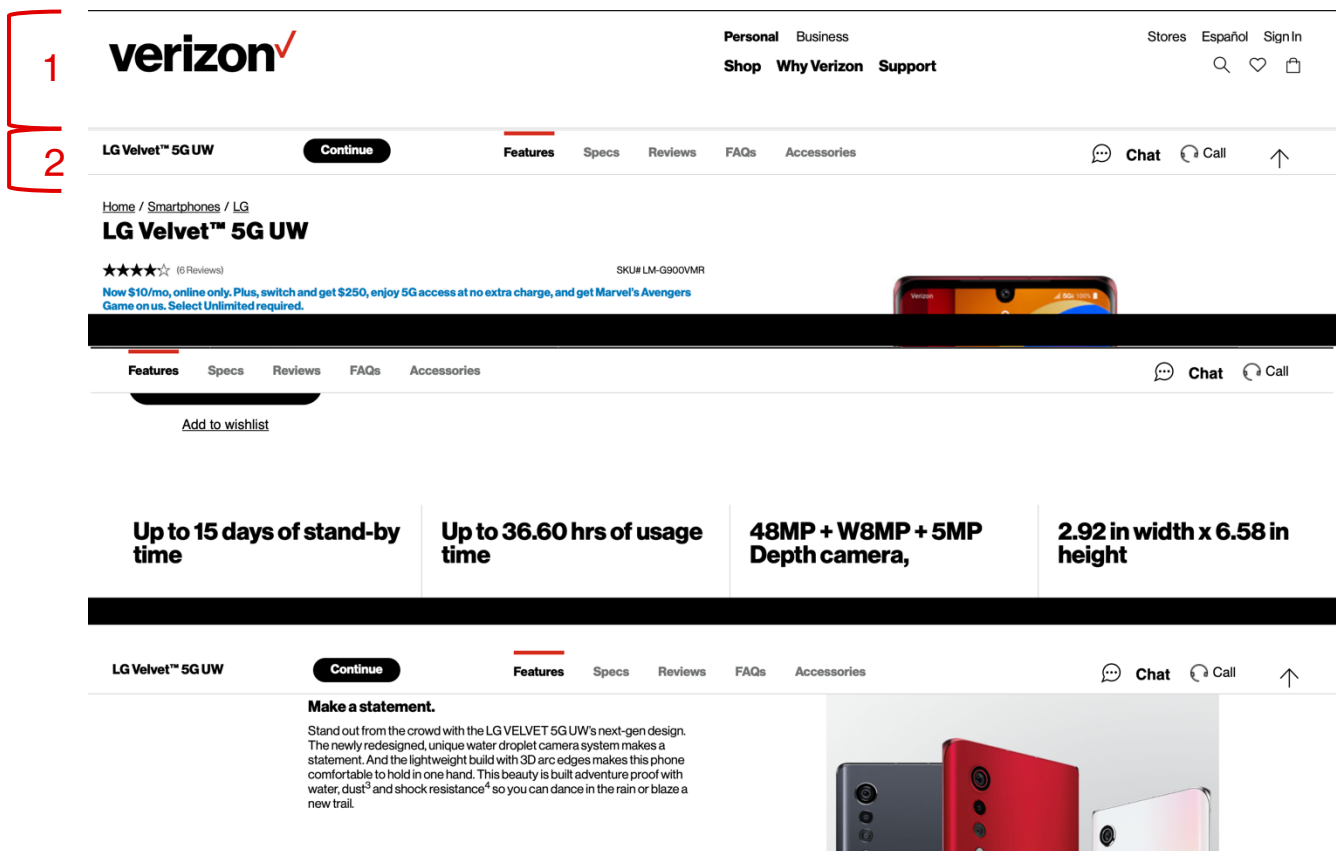 1
verizon
Personal Business
Stores Español Sign In
Shop Why Verizon Support
2
LG Velvet™ 5G UW Continue Features Specs Reviews FAQs Accessories Chat Call
Home / Smartphones / LG
LG Velvet™ 5G UW
(6 Reviews) SKU# LM-G900VMR
Now $10/mo, online only. Plus, switch and get $250, enjoy 5G access at no extra charge, and get Marvel's Avengers
Game on us. Select Unlimited required.
Verizon 100%
Features Specs Reviews FAQs Accessories Chat Call
Add to wishlist
Up to 15 days of stand-by
time
Up to 36.60 hrs of usage
time
48MP + W8MP + 5MP
Depth camera,
2.92 in width x 6.58 in
height
LG Velvet™ 5G UW Continue Features Specs Reviews FAQs Accessories Chat Call
Make a statement.
Stand out from the crowd with the LG VELVET 5G UW's next-gen design.
The newly redesigned, unique water droplet camera system makes a
statement. And the lightweight build with 3D arc edges makes this phone
comfortable to hold in one hand. This beauty is built adventure proof with
water, dust3 and shock resistance4 so you can dance in the rain or blaze a
new trail.